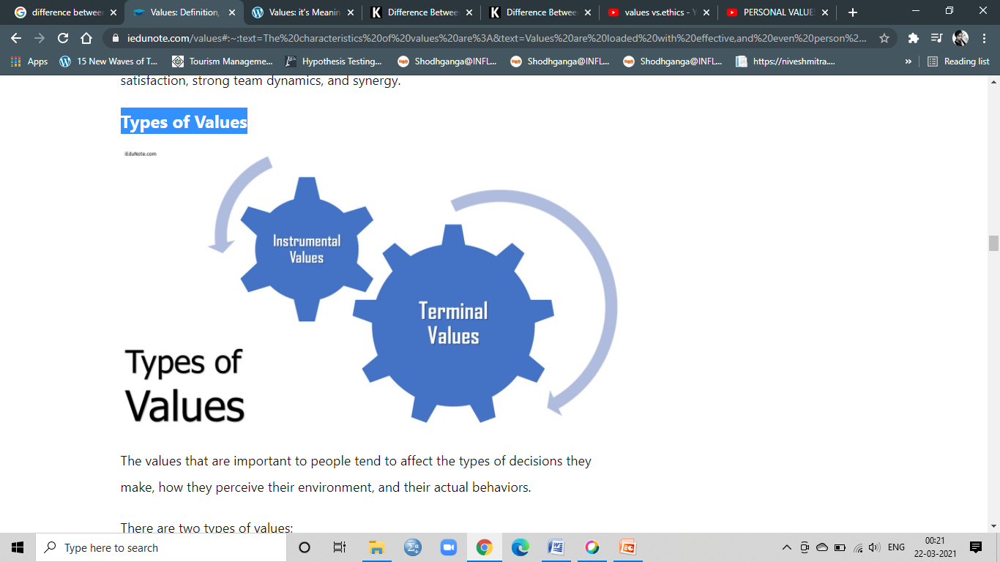 difference between
Values: Definition,
Values: it's Meanin
Difference Betwee
Difference Betwee
values vs.ethics - Y
PERSONAL VALUE
iedunote.com/values#:~:text=The%20characteristics%20of%20values%20are%3A&text=Values%20are%20loaded%20with%20effective,and%20even%20person%2...
Apps
15 New Waves of T...
Tourism Manageme...
Hypothesis Testing...
Shodhganga@INFL...
Shodhganga@INFL...
Shodhganga@INFL...
https://niveshmitra....
»
Reading list
satisfaction, strong team dynamics, and synergy.
Types of Values
iEduNote.com
Instrumental
Values
Terminal
Values
Types of
Values
The values that are important to people tend to affect the types of decisions they
make, how they perceive their environment, and their actual behaviors.
There are two types of values:
Type here to search
ENG
00:21
22-03-2021